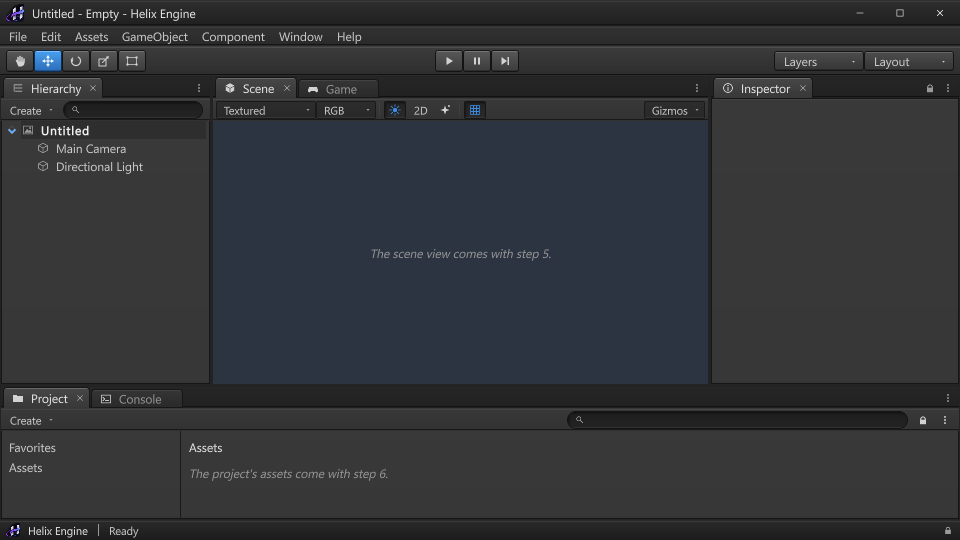 Untitled - Empty - Helix Engine
File Edit Assets GameObject Component Window Help
Layers Layout
Hierarchy
Create
Untitled
Main Camera
Directional Light
Scene Game
Textured RGB 2D Gizmos
The scene view comes with step 5.
Inspector
Project Console
Create
Favorites
Assets
Assets
The project's assets come with step 6.
Helix Engine Ready